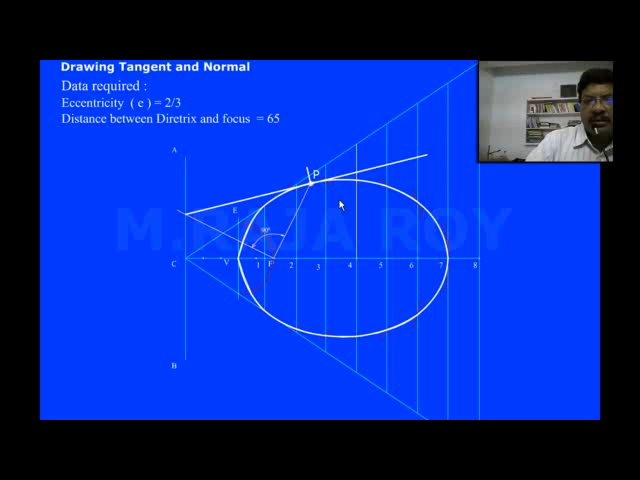 Drawing Tangent and Normal
Data required :
Eccentricity ( e ) = 2/3
Distance between Diretrix and focus = 65
A
P
E
90°
M.RAJA ROY
C
V
1
F
2
3
4
5
6
7
8
B